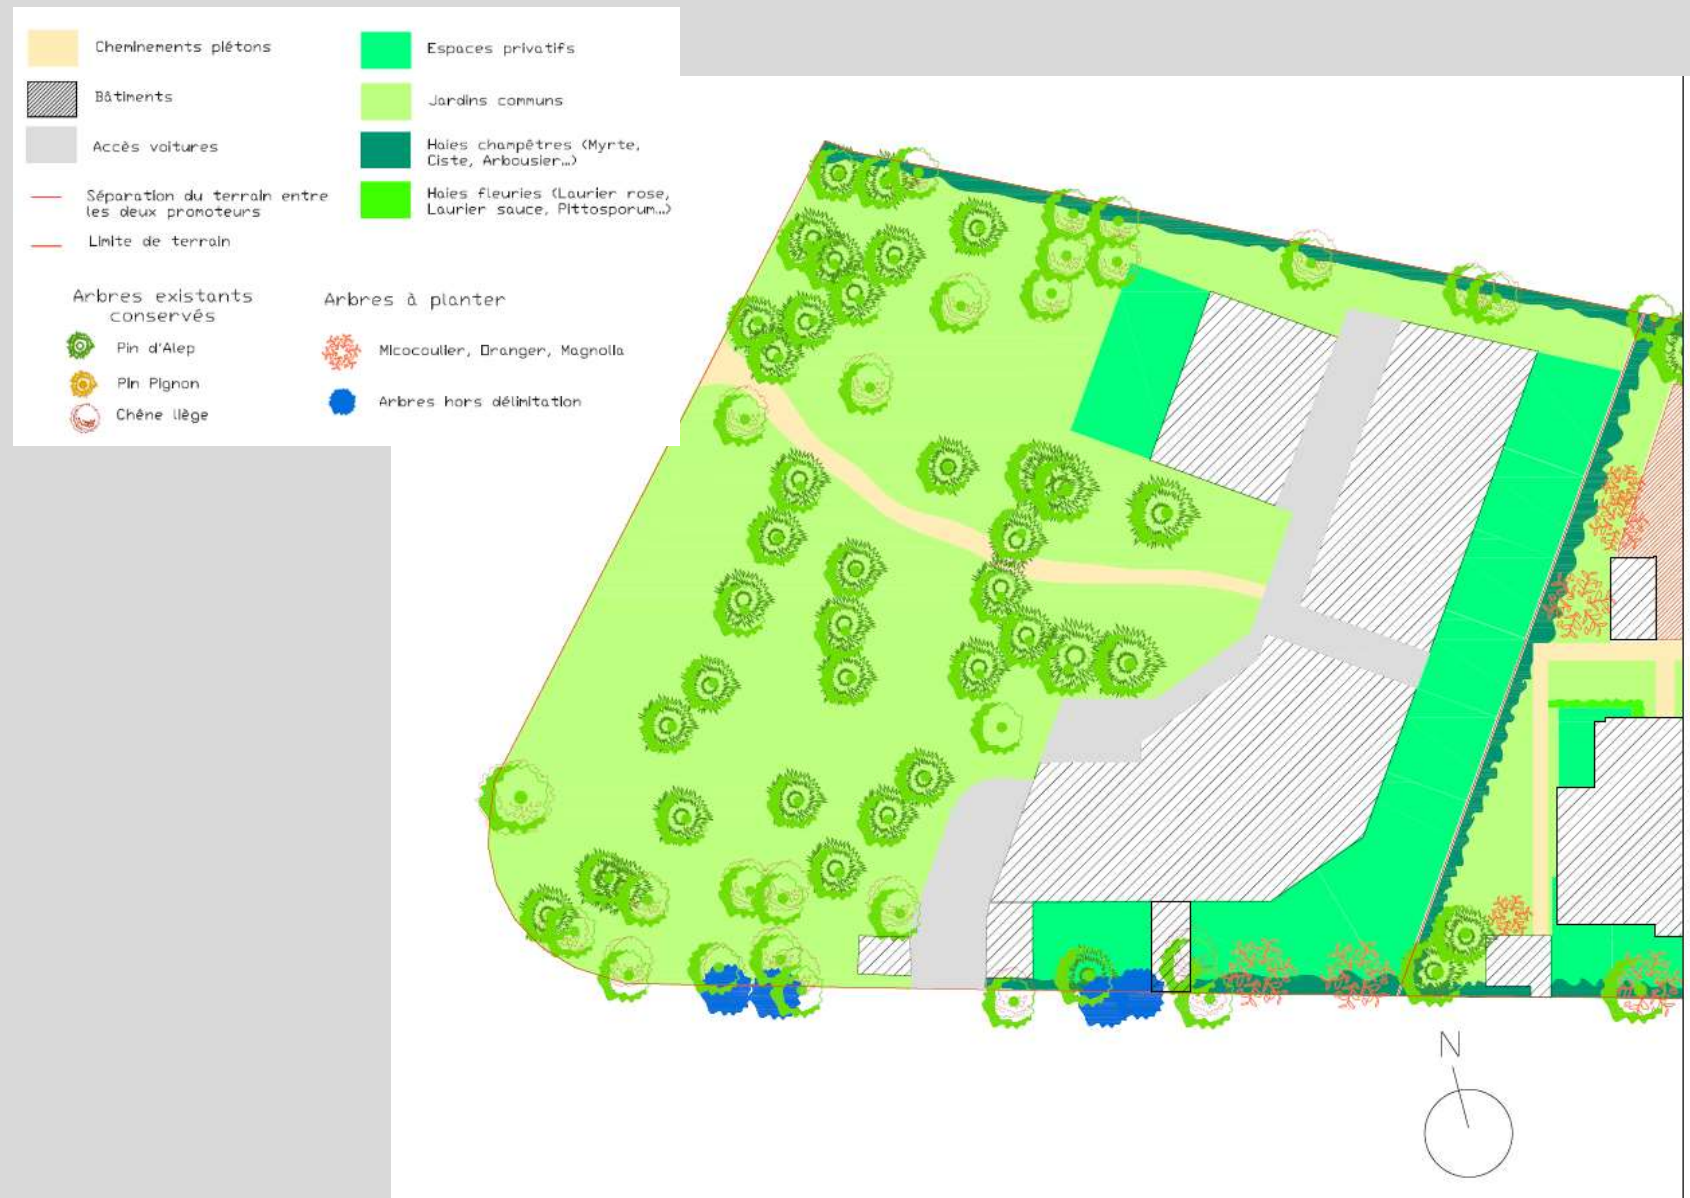 Cheminements piétons
Bâtiments
Accès voitures
Séparation du terrain entre
les deux promoteurs
Limite de terrain
Espaces privatifs
Jardins communs
Haies champêtres (Myrte,
Ciste, Arbousier...)
Haies fleuries (Laurier rose,
Laurier sauce, Pittosporum...)
Arbres existants
conservés
Pin d'Alep
Pin Pignon
Chêne liège
Arbres à planter
Micocoulier, Oranger, Magnolia
Arbres hors délimitation
N